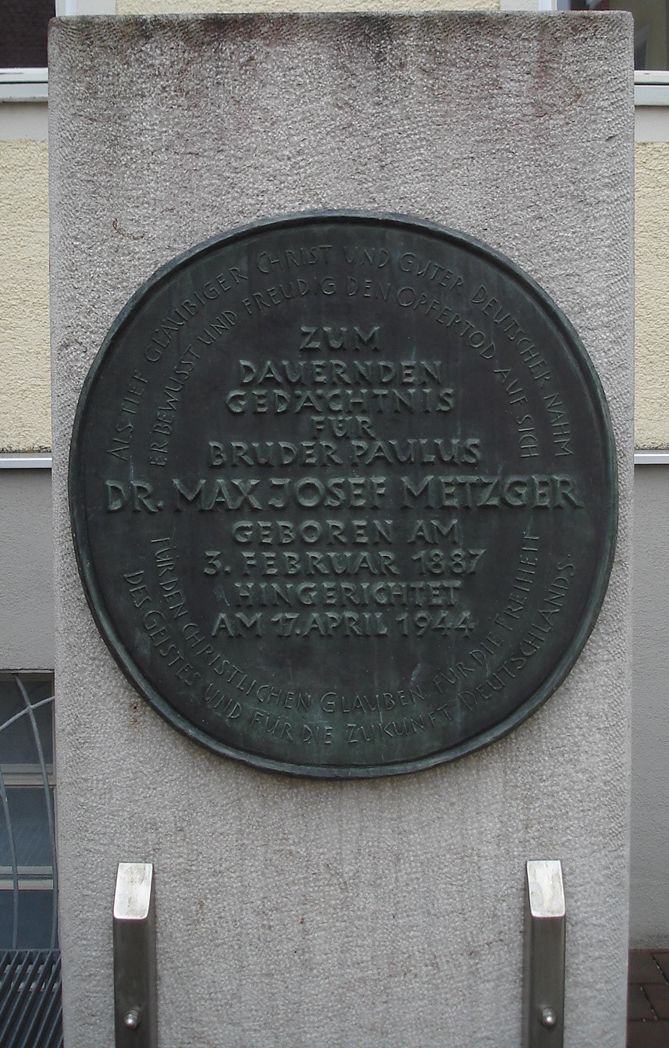 ALS TIEF GLÄUBIGER CHRIST UND GUTER DEUTSCHER NAHM
ER BEWUSST UND FREUDIG DEN OPFERTOD AUF SICH
ZUM
DAUERNDEN
GEDÄCHTNIS
FÜR
BRUDER PAULUS
DR. MAX JOSEF METZGER
GEBOREN AM
3. FEBRUAR 1887
HINGERICHTET
AM 17. APRIL 1944
FÜR DEN CHRISTLICHEN GLAUBEN FÜR DIE FREIHEIT
DES GEISTES UND FÜR DIE ZUKUNFT DEUTSCHLANDS.